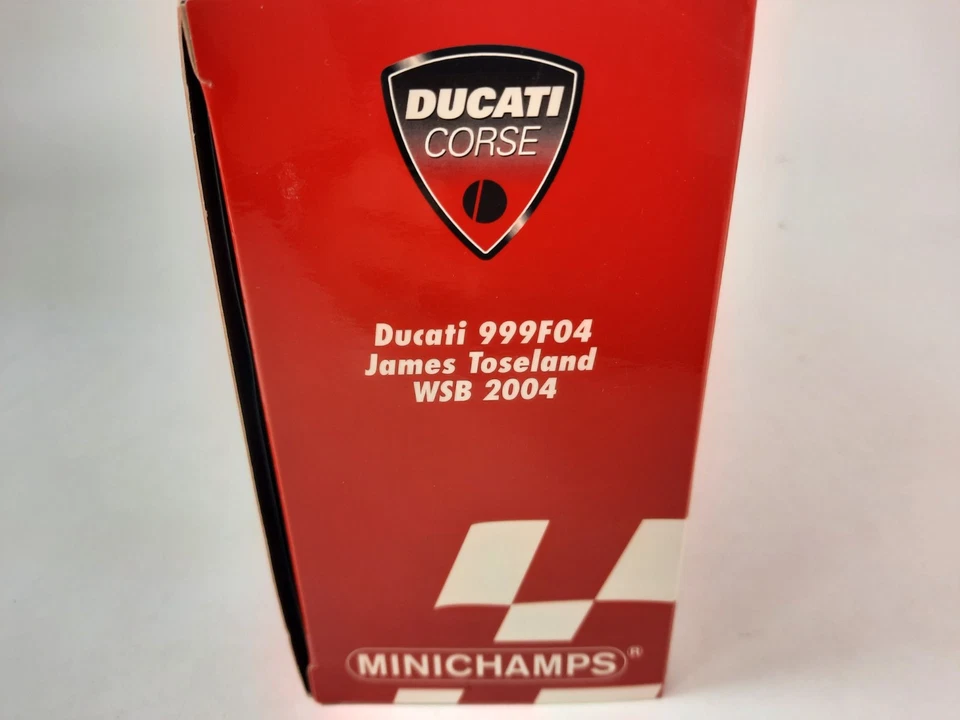 DUCATI
CORSE
Ducati 999F04
James Toseland
WSB 2004
MINICHAMPS®